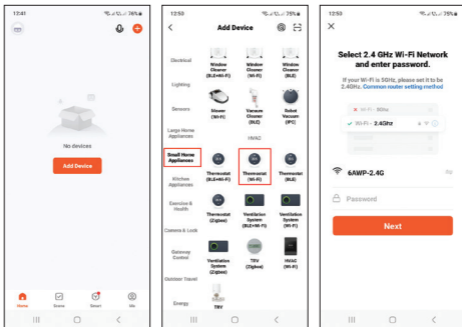 12:41
76%
No devices
Add Device
Home
Scene
Smart
Me
12:50
75%
Add Device
Electrical
Window Cleaner (BLE+Wi-Fi)
Window Cleaner (Wi-Fi)
Window Cleaner (BLE)
Lighting
Sensors
Mower (Wi-Fi)
Vacuum Cleaner (BLE)
Robot Vacuum (IPC)
Large Home Appliances
HVAC
Small Home Appliances
Thermostat (BLE+Wi-Fi)
Thermostat (Wi-Fi)
Thermostat (BLE)
Kitchen Appliances
Exercise & Health
Thermostat (Zigbee)
Ventilation System (BLE+Wi-Fi)
Ventilation System (Wi-Fi)
Camera & Lock
Gateway Control
Ventilation System (Zigbee)
TRV (Zigbee)
HVAC (Wi-Fi)
Outdoor Travel
Energy
TRV
12:50
75%
Select 2.4 GHz Wi-Fi Network
and enter password.
If your Wi-Fi is 5GHz, please set it to be
2.4GHz. Common router setting method
Wi-Fi - 5Ghz
Wi-Fi - 2.4Ghz
6AWP-2.4G
Password
Next